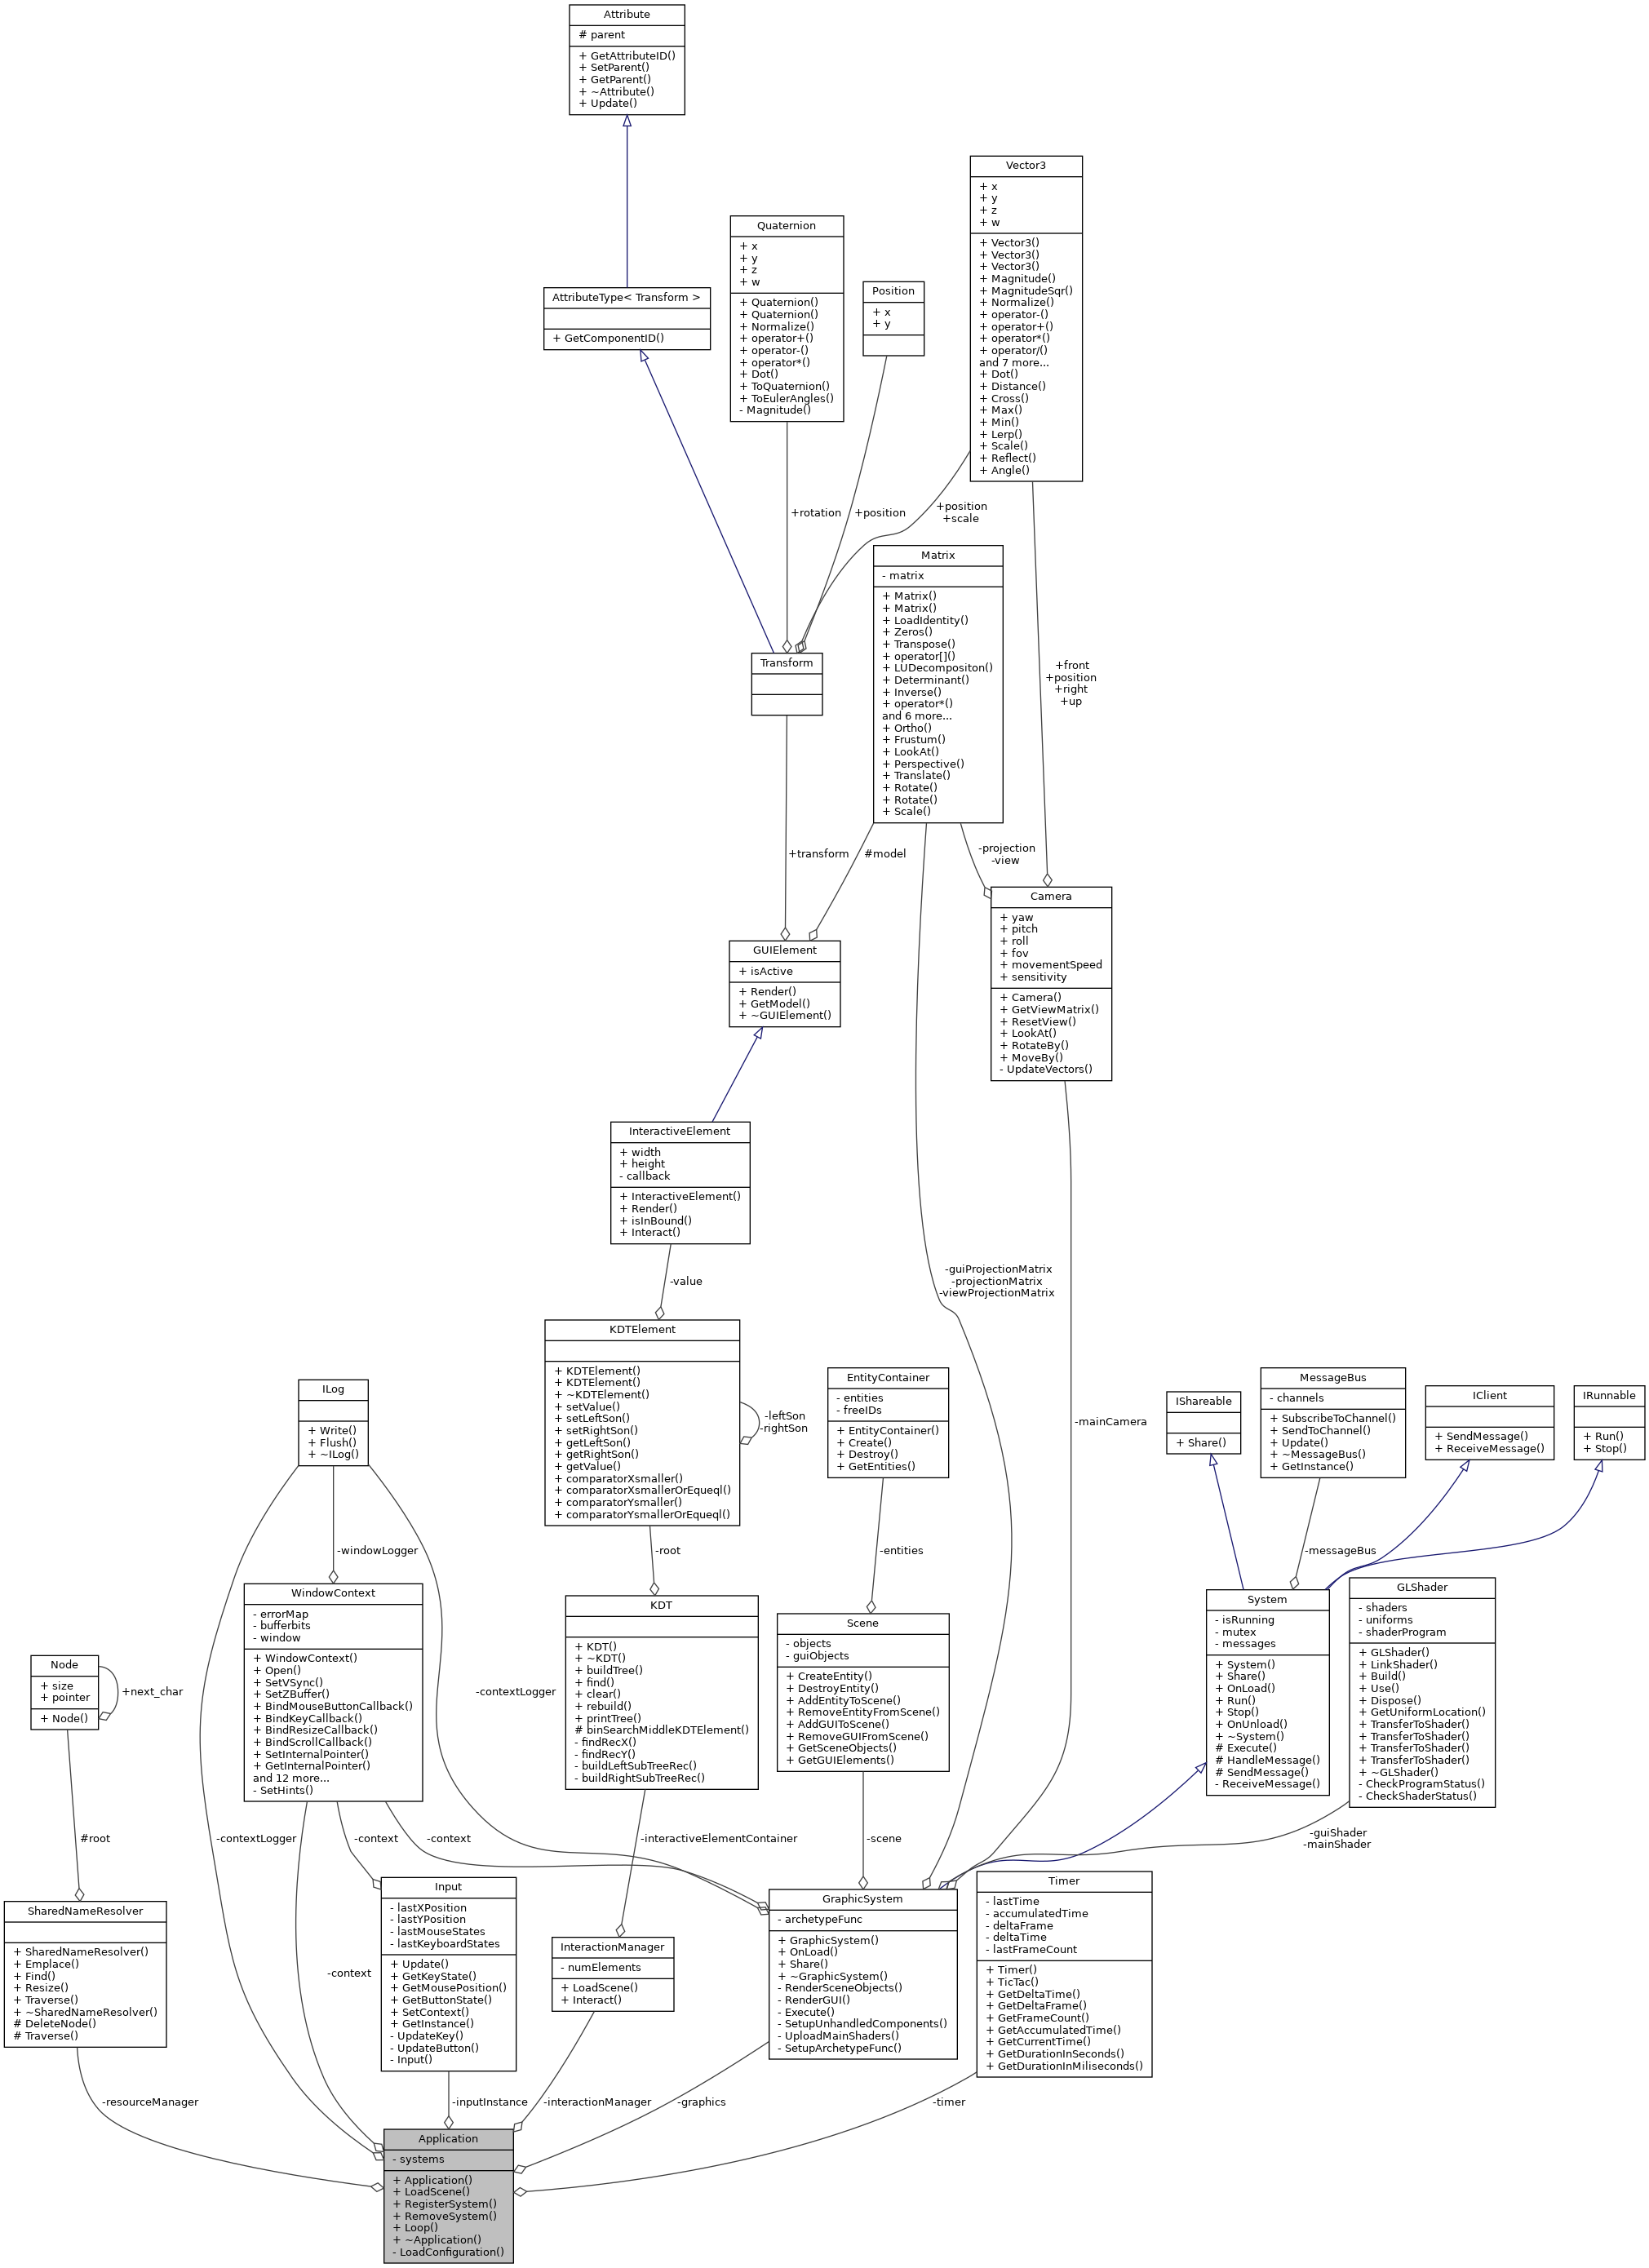 Attribute
# parent
+ GetAttributeID()
+ SetParent()
+ GetParent()
+ ~Attribute()
+ Update()
Vector3
+ x
+ y
+ z
+ w
+ Vector3()
+ Vector3()
+ Vector3()
+ Magnitude()
+ MagnitudeSqr()
+ Normalize()
+ operator-()
+ operator+()
+ operator*()
+ operator/()
and 7 more...
+ Dot()
+ Distance()
+ Cross()
+ Max()
+ Min()
+ Lerp()
+ Scale()
+ Reflect()
+ Angle()
Quaternion
+ x
+ y
+ z
+ w
+ Quaternion()
+ Quaternion()
+ Normalize()
+ operator+()
+ operator-()
+ operator*()
+ Dot()
+ ToQuaternion()
+ ToEulerAngles()
- Magnitude()
Position
+ x
+ y
AttributeType< Transform >
+ GetComponentID()
+rotation
+position
+position
+scale
Matrix
- matrix
+ Matrix()
+ Matrix()
+ LoadIdentity()
+ Zeros()
+ Transpose()
+ operator[]()
+ LUDecompositon()
+ Determinant()
+ Inverse()
+ operator*()
and 6 more...
+ Ortho()
+ Frustum()
+ LookAt()
+ Perspective()
+ Translate()
+ Rotate()
+ Rotate()
+ Scale()
Transform
+front
+position
+right
+up
+transform
#model
-projection
-view
Camera
+ yaw
+ pitch
+ roll
+ fov
+ movementSpeed
+ sensitivity
+ Camera()
+ GetViewMatrix()
+ ResetView()
+ LookAt()
+ RotateBy()
+ MoveBy()
- UpdateVectors()
GUIElement
+ isActive
+ Render()
+ GetModel()
+ ~GUIElement()
InteractiveElement
+ width
+ height
- callback
+ InteractiveElement()
+ Render()
+ isInBound()
+ Interact()
-value
-guiProjectionMatrix
-projectionMatrix
-viewProjectionMatrix
KDTElement
+ KDTElement()
+ KDTElement()
+ ~KDTElement()
+ setValue()
+ setLeftSon()
+ setRightSon()
+ getLeftSon()
+ getRightSon()
+ getValue()
+ comparatorXsmaller()
+ comparatorXsmallerOrEqueql()
+ comparatorYsmaller()
+ comparatorYsmallerOrEqueql()
-leftSon
-rightSon
EntityContainer
- entities
- freeIDs
+ EntityContainer()
+ Create()
+ Destroy()
+ GetEntities()
-mainCamera
ILog
+ Write()
+ Flush()
+ ~ILog()
IShareable
+ Share()
MessageBus
- channels
+ SubscribeToChannel()
+ SendToChannel()
+ Update()
+ ~MessageBus()
+ GetInstance()
IClient
+ SendMessage()
+ ReceiveMessage()
IRunnable
+ Run()
+ Stop()
-windowLogger
-root
-entities
-messageBus
WindowContext
- errorMap
- bufferbits
- window
+ WindowContext()
+ Open()
+ SetVSync()
+ SetZBuffer()
+ BindMouseButtonCallback()
+ BindKeyCallback()
+ BindResizeCallback()
+ BindScrollCallback()
+ SetInternalPointer()
+ GetInternalPointer()
and 12 more...
- SetHints()
KDT
+ KDT()
+ ~KDT()
+ buildTree()
+ find()
+ clear()
+ rebuild()
+ printTree()
# binSearchMiddleKDTElement()
- findRecX()
- findRecY()
- buildLeftSubTreeRec()
- buildRightSubTreeRec()
Scene
- objects
- guiObjects
+ CreateEntity()
+ DestroyEntity()
+ AddEntityToScene()
+ RemoveEntityFromScene()
+ AddGUIToScene()
+ RemoveGUIFromScene()
+ GetSceneObjects()
+ GetGUIElements()
System
- isRunning
- mutex
- messages
+ System()
+ Share()
+ OnLoad()
+ Run()
+ Stop()
+ OnUnload()
+ ~System()
# Execute()
# HandleMessage()
# SendMessage()
- ReceiveMessage()
GLShader
- shaders
- uniforms
- shaderProgram
+ GLShader()
+ LinkShader()
+ Build()
+ Use()
+ Dispose()
+ GetUniformLocation()
+ TransferToShader()
+ TransferToShader()
+ TransferToShader()
+ TransferToShader()
+ ~GLShader()
- CheckProgramStatus()
- CheckShaderStatus()
Node
+ size
+ pointer
+ Node()
+next_char
-contextLogger
#root
-contextLogger
-context
-context
-interactiveElementContainer
-scene
-guiShader
-mainShader
SharedNameResolver
+ SharedNameResolver()
+ Emplace()
+ Find()
+ Resize()
+ Traverse()
+ ~SharedNameResolver()
# DeleteNode()
# Traverse()
-context
Input
- lastXPosition
- lastYPosition
- lastMouseStates
- lastKeyboardStates
+ Update()
+ GetKeyState()
+ GetMousePosition()
+ GetButtonState()
+ SetContext()
+ GetInstance()
- UpdateKey()
- UpdateButton()
- Input()
InteractionManager
- numElements
+ LoadScene()
+ Interact()
GraphicSystem
- archetypeFunc
+ GraphicSystem()
+ OnLoad()
+ Share()
+ ~GraphicSystem()
- RenderSceneObjects()
- RenderGUI()
- Execute()
- SetupUnhandledComponents()
- UploadMainShaders()
- SetupArchetypeFunc()
Timer
- lastTime
- accumulatedTime
- deltaFrame
- deltaTime
- lastFrameCount
+ Timer()
+ TicTac()
+ GetDeltaTime()
+ GetDeltaFrame()
+ GetFrameCount()
+ GetAccumulatedTime()
+ GetCurrentTime()
+ GetDurationInSeconds()
+ GetDurationInMiliseconds()
-resourceManager
-inputInstance
-interactionManager
-graphics
-timer
Application
- systems
+ Application()
+ LoadScene()
+ RegisterSystem()
+ RemoveSystem()
+ Loop()
+ ~Application()
- LoadConfiguration()